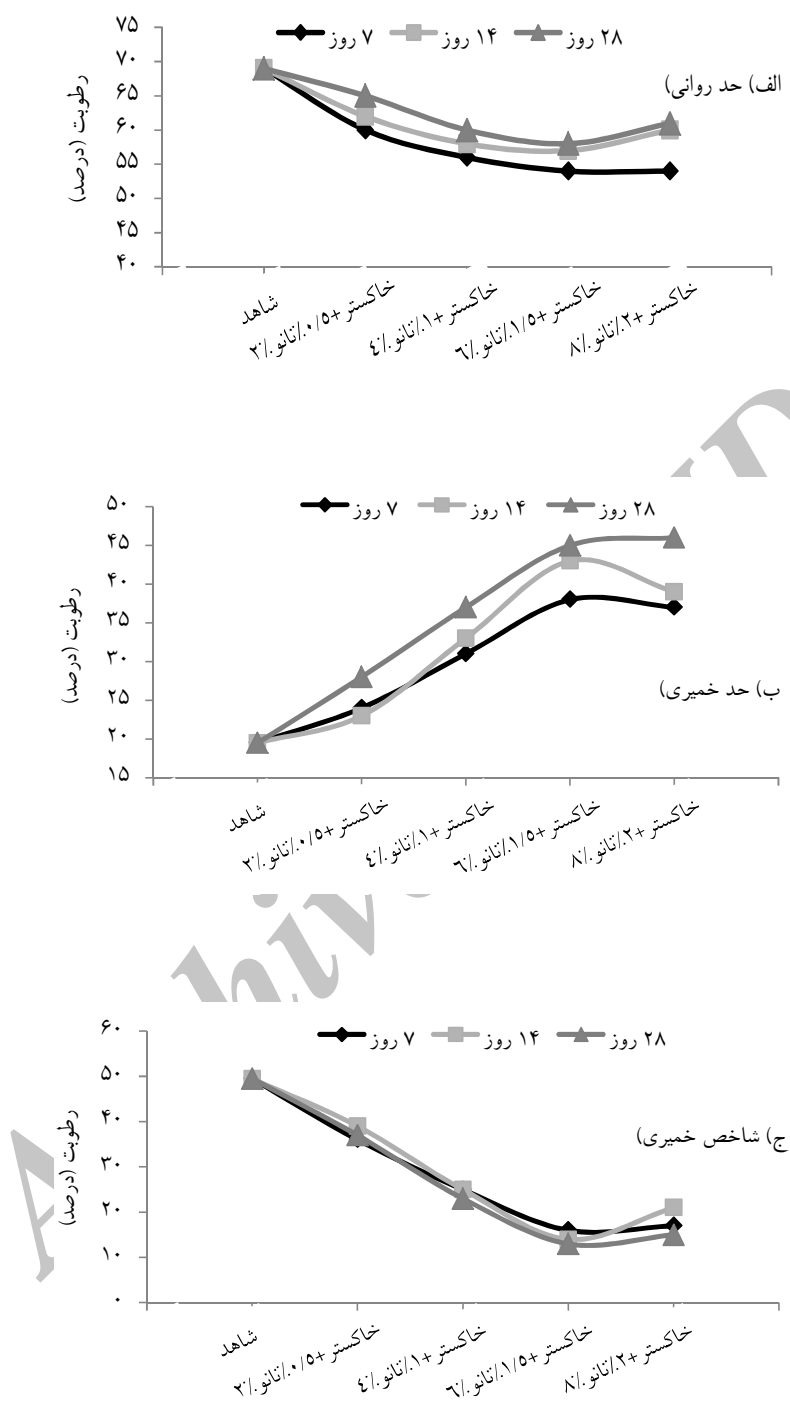 ۷ روز ۱۴ روز ۲۸ روز
الف) حد روانی
رطوبت (درصد)
۷۵
۷۰
۶۵
۶۰
۵۵
۵۰
۴۵
۴۰
شاهد
۲٪خاکستر+۰/۵٪نانو
۴٪خاکستر+۱٪نانو
۶٪خاکستر+۱/۵٪نانو
۸٪خاکستر+۲٪نانو
۷ روز ۱۴ روز ۲۸ روز
ب) حد خمیری
رطوبت (درصد)
۵۰
۴۵
۴۰
۳۵
۳۰
۲۵
۲۰
۱۵
شاهد
۲٪خاکستر+۰/۵٪نانو
۴٪خاکستر+۱٪نانو
۶٪خاکستر+۱/۵٪نانو
۸٪خاکستر+۲٪نانو
۷ روز ۱۴ روز ۲۸ روز
ج) شاخص خمیری
رطوبت (درصد)
۶۰
۵۰
۴۰
۳۰
۲۰
۱۰
۰
شاهد
۲٪خاکستر+۰/۵٪نانو
۴٪خاکستر+۱٪نانو
۶٪خاکستر+۱/۵٪نانو
۸٪خاکستر+۲٪نانو